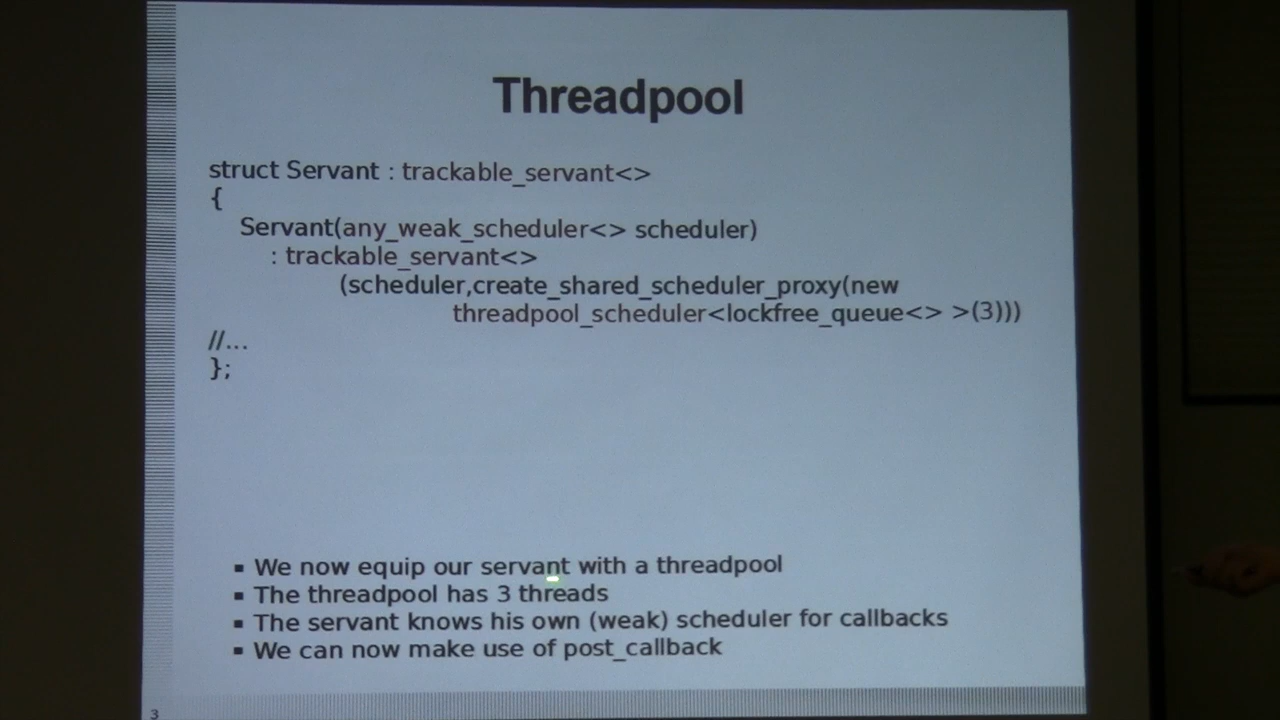 Threadpool
struct Servant : trackable_servant<>
{
Servant(any_weak_scheduler<> scheduler)
: trackable_servant<>
(scheduler,create_shared_scheduler_proxy(new
threadpool_scheduler<lockfree_queue<> >(3)))
//...
};
▪ We now equip our servant with a threadpool
▪ The threadpool has 3 threads
▪ The servant knows his own (weak) scheduler for callbacks
▪ We can now make use of post_callback
3